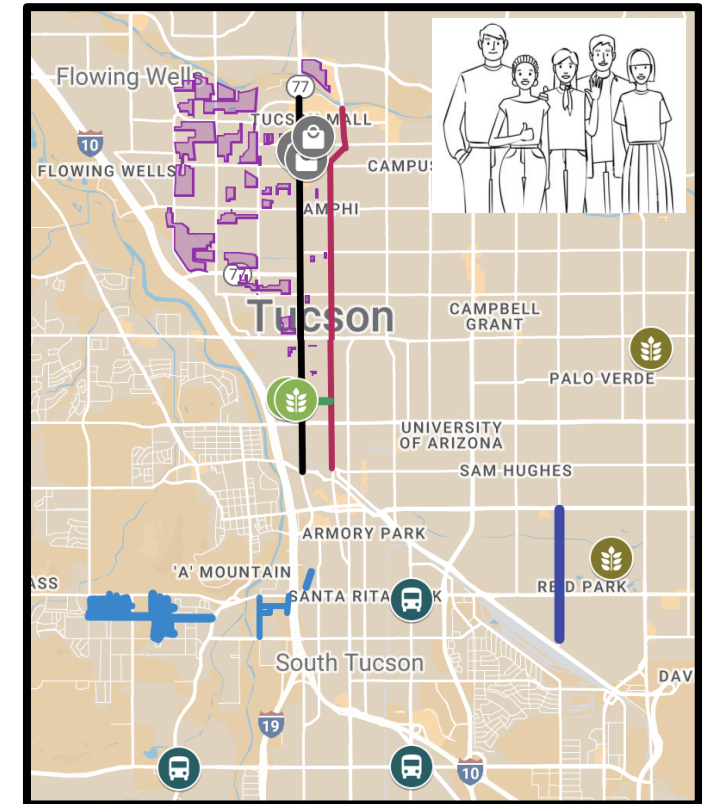 Flowing Wells
77
TUCSON MALL
10
FLOWING WELLS
CAMPUS
AMPHI
77
Tucson
CAMPBELL
GRANT
PALO VERDE
UNIVERSITY
OF ARIZONA
SAM HUGHES
ARMORY PARK
'A' MOUNTAIN
ASS
REID PARK
SANTA RITA K
South Tucson
DAV
19
10